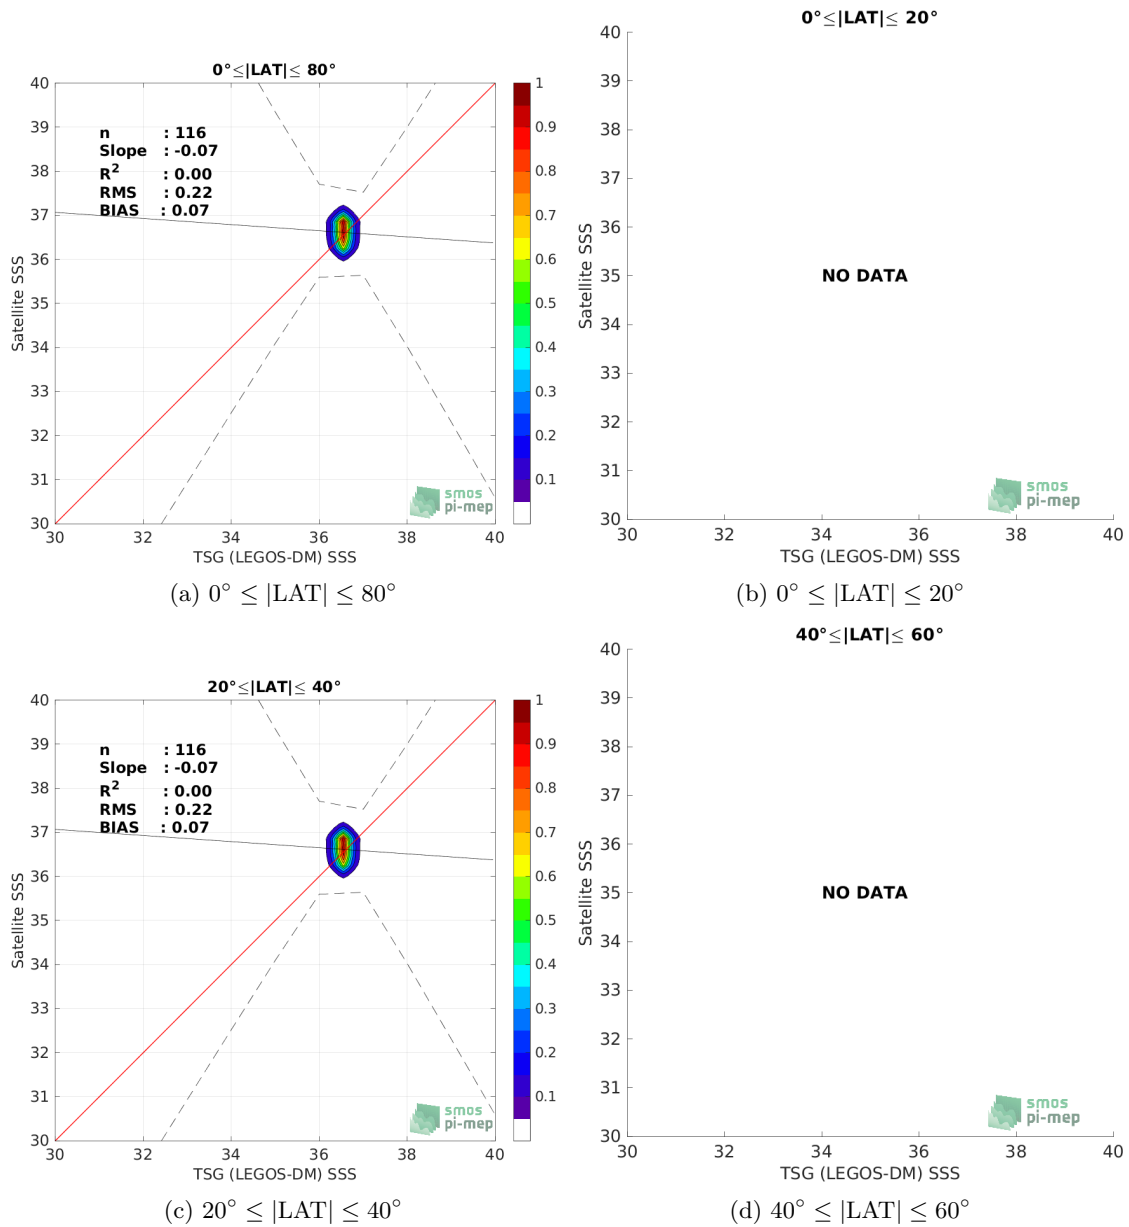 0°≤|LAT|≤ 80°
40
39
38
37
36
35
34
33
32
31
30
Satellite SSS
n : 116
Slope : -0.07
R² : 0.00
RMS : 0.22
BIAS : 0.07
smos
pi-mep
30 32 34 36 38 40
TSG (LEGOS-DM) SSS
1
0.9
0.8
0.7
0.6
0.5
0.4
0.3
0.2
0.1
(a) 0° ≤ |LAT| ≤ 80°
0°≤|LAT|≤ 20°
40
39
38
37
36
35
34
33
32
31
30
Satellite SSS
NO DATA
smos
pi-mep
30 32 34 36 38 40
TSG (LEGOS-DM) SSS
(b) 0° ≤ |LAT| ≤ 20°
20°≤|LAT|≤ 40°
40
39
38
37
36
35
34
33
32
31
30
Satellite SSS
n : 116
Slope : -0.07
R² : 0.00
RMS : 0.22
BIAS : 0.07
smos
pi-mep
30 32 34 36 38 40
TSG (LEGOS-DM) SSS
1
0.9
0.8
0.7
0.6
0.5
0.4
0.3
0.2
0.1
(c) 20° ≤ |LAT| ≤ 40°
40°≤|LAT|≤ 60°
40
39
38
37
36
35
34
33
32
31
30
Satellite SSS
NO DATA
smos
pi-mep
30 32 34 36 38 40
TSG (LEGOS-DM) SSS
(d) 40° ≤ |LAT| ≤ 60°